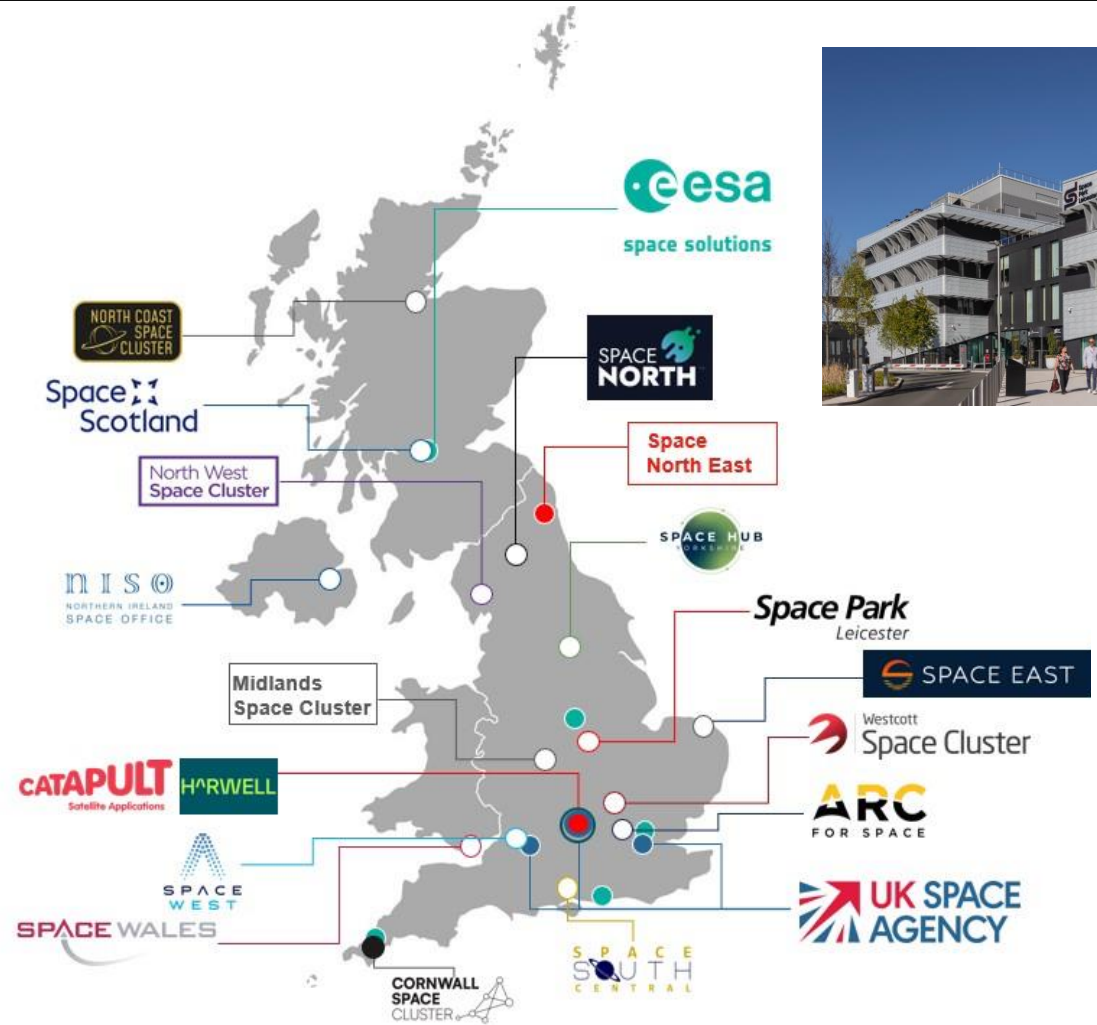 eesa
space solutions
NORTH COAST
SPACE
CLUSTER
SPACE
NORTH
Space
Scotland
Space
North East
North West
Space Cluster
SPACE HUB
YORKSHIRE
NISO
NORTHERN IRELAND
SPACE OFFICE
Space Park
Leicester
SPACE EAST
Midlands
Space Cluster
Westcott
Space Cluster
CATAPULT
Satellite Applications
HARWELL
ARC
FOR SPACE
SPACE
WEST
UK SPACE
AGENCY
SPACE WALES
SPACE
SOUTH
CENTRAL
CORNWALL
SPACE
CLUSTER